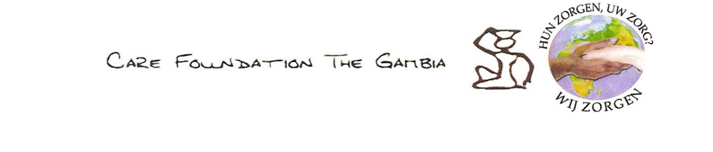 CARE FOUNDATION THE GAMBIA
HUN ZORGEN, UW ZORG?
WIJ ZORGEN